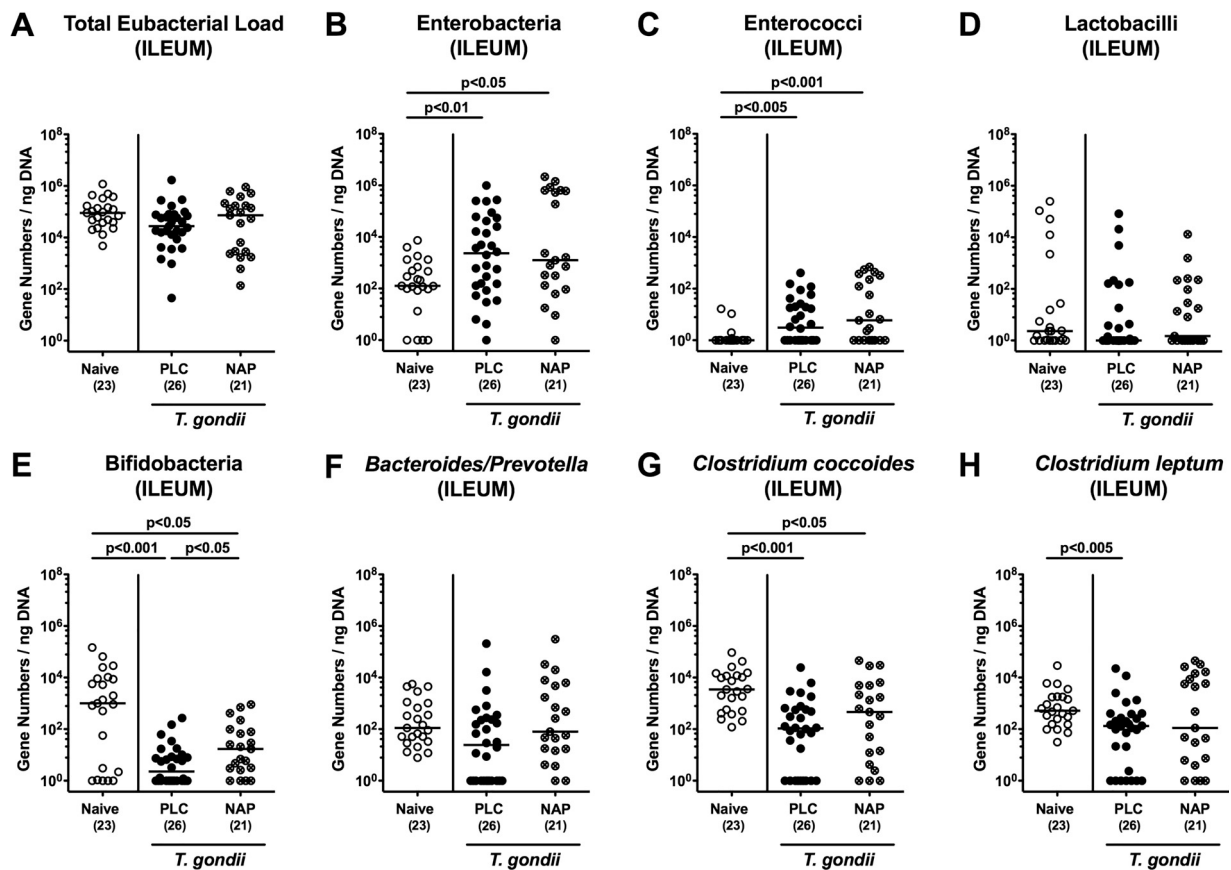 A Total Eubacterial Load
(ILEUM)
Gene Numbers / ng DNA
10^8
10^6
10^4
10^2
10^0
Naive PLC NAP
(23) (26) (21)
T. gondii
B Enterobacteria
(ILEUM)
p<0.05
p<0.01
Gene Numbers / ng DNA
10^8
10^6
10^4
10^2
10^0
Naive PLC NAP
(23) (26) (21)
T. gondii
C Enterococci
(ILEUM)
p<0.001
p<0.005
Gene Numbers / ng DNA
10^8
10^6
10^4
10^2
10^0
Naive PLC NAP
(23) (26) (21)
T. gondii
D Lactobacilli
(ILEUM)
Gene Numbers / ng DNA
10^8
10^6
10^4
10^2
10^0
Naive PLC NAP
(23) (26) (21)
T. gondii
E Bifidobacteria
(ILEUM)
p<0.05
p<0.001 p<0.05
Gene Numbers / ng DNA
10^8
10^6
10^4
10^2
10^0
Naive PLC NAP
(23) (26) (21)
T. gondii
F Bacteroides/Prevotella
(ILEUM)
Gene Numbers / ng DNA
10^8
10^6
10^4
10^2
10^0
Naive PLC NAP
(23) (26) (21)
T. gondii
G Clostridium coccoides
(ILEUM)
p<0.05
p<0.001
Gene Numbers / ng DNA
10^8
10^6
10^4
10^2
10^0
Naive PLC NAP
(23) (26) (21)
T. gondii
H Clostridium leptum
(ILEUM)
p<0.005
Gene Numbers / ng DNA
10^8
10^6
10^4
10^2
10^0
Naive PLC NAP
(23) (26) (21)
T. gondii